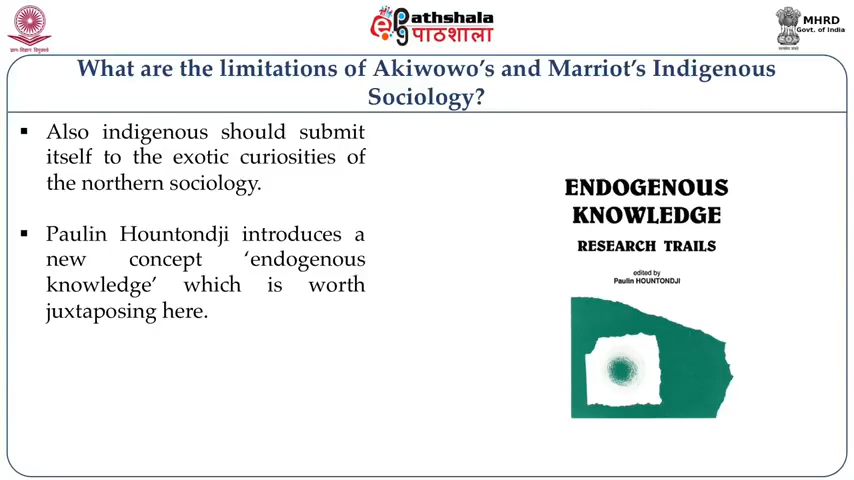 ePathshala
पाठशाला
MHRD
Govt. of India
What are the limitations of Akiwowo’s and Marriot’s Indigenous
Sociology?
▪ Also indigenous should submit
itself to the exotic curiosities of
the northern sociology.
▪ Paulin Hountondji introduces a
new concept ‘endogenous
knowledge’ which is worth
juxtaposing here.
ENDOGENOUS
KNOWLEDGE
RESEARCH TRAILS
edited by
Paulin HOUNTONDJI